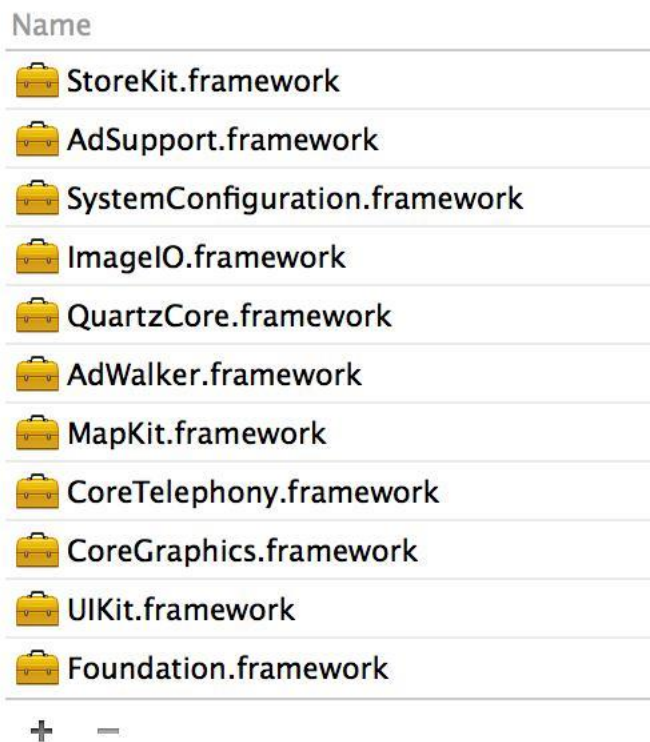 Name
StoreKit.framework
AdSupport.framework
SystemConfiguration.framework
ImageIO.framework
QuartzCore.framework
AdWalker.framework
MapKit.framework
CoreTelephony.framework
CoreGraphics.framework
UIKit.framework
Foundation.framework